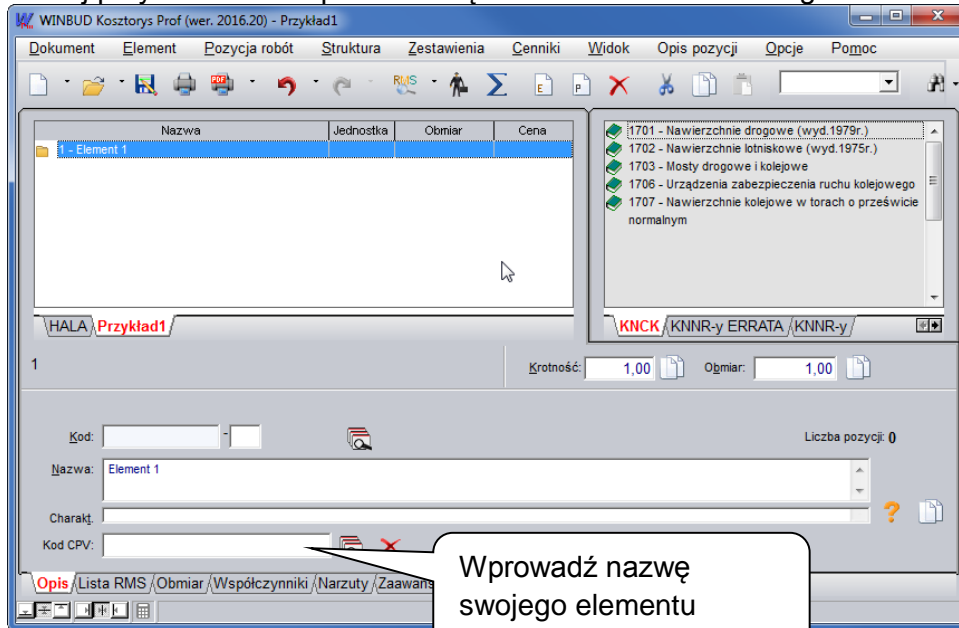 WINBUD Kosztorys Prof (wer. 2016.20) - Przykład1
Dokument Element Pozycja robót Struktura Zestawienia Cenniki Widok Opis pozycji Opcje Pomoc
PDF RMS E P
Nazwa Jednostka Obmiar Cena
1 - Element 1
1701 - Nawierzchnie drogowe (wyd.1979r.)
1702 - Nawierzchnie lotniskowe (wyd.1975r.)
1703 - Mosty drogowe i kolejowe
1706 - Urządzenia zabezpieczenia ruchu kolejowego
1707 - Nawierzchnie kolejowe w torach o prześwicie
normalnym
HALA Przykład1
KNCK KNNR-y ERRATA KNNR-y
1 Krotność: 1,00 Obmiar: 1,00
Kod: - Liczba pozycji: 0
Nazwa: Element 1
Charakt.
Kod CPV:
Opis Lista RMS Obmiar Współczynniki Narzuty
Wprowadź nazwę
swojego elementu